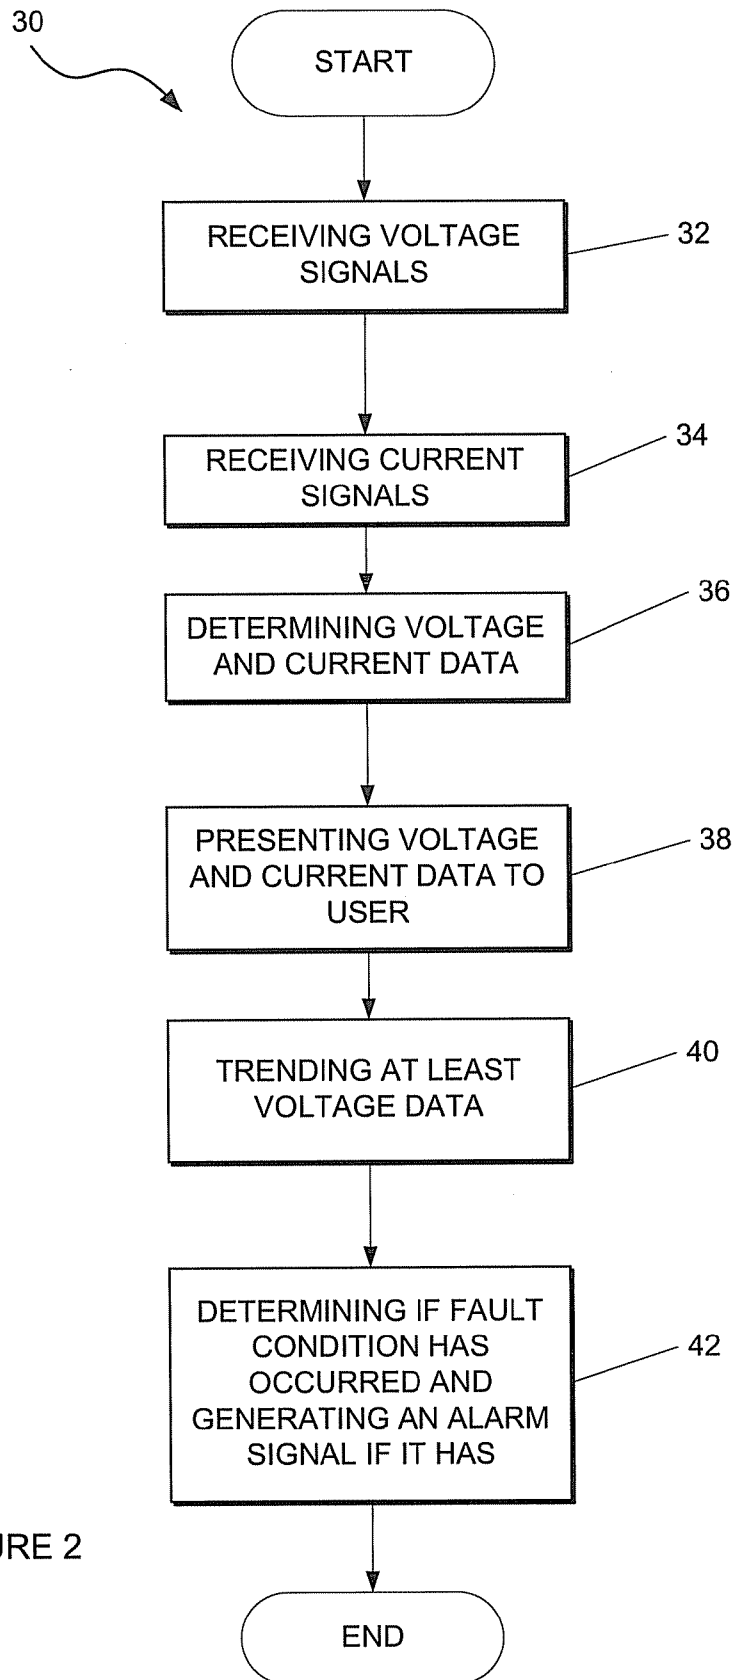 30
START
RECEIVING VOLTAGE
SIGNALS
32
RECEIVING CURRENT
SIGNALS
34
DETERMINING VOLTAGE
AND CURRENT DATA
36
PRESENTING VOLTAGE
AND CURRENT DATA TO
USER
38
TRENDING AT LEAST
VOLTAGE DATA
40
DETERMINING IF FAULT
CONDITION HAS
OCCURRED AND
GENERATING AN ALARM
SIGNAL IF IT HAS
42
URE 2
END